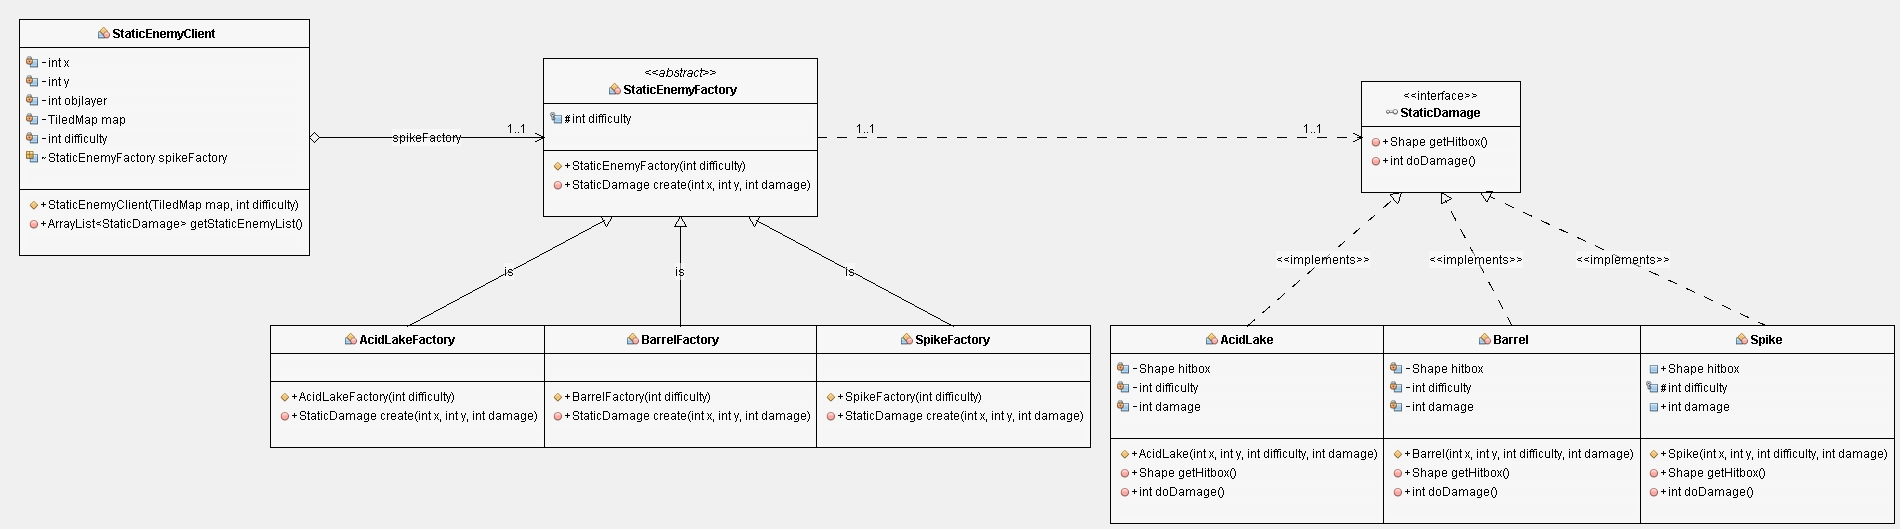 StaticEnemyClient
- int x
- int y
- int objlayer
- TiledMap map
- int difficulty
~ StaticEnemyFactory spikeFactory
+ StaticEnemyClient(TiledMap map, int difficulty)
+ ArrayList<StaticDamage> getStaticEnemyList()
spikeFactory
1..1
<<abstract>>
StaticEnemyFactory
# int difficulty
+ StaticEnemyFactory(int difficulty)
+ StaticDamage create(int x, int y, int damage)
1..1
1..1
<<interface>>
StaticDamage
+ Shape getHitbox()
+ int doDamage()
is
is
is
<<implements>>
<<implements>>
<<implements>>
AcidLakeFactory
+ AcidLakeFactory(int difficulty)
+ StaticDamage create(int x, int y, int damage)
BarrelFactory
+ BarrelFactory(int difficulty)
+ StaticDamage create(int x, int y, int damage)
SpikeFactory
+ SpikeFactory(int difficulty)
+ StaticDamage create(int x, int y, int damage)
AcidLake
- Shape hitbox
- int difficulty
- int damage
+ AcidLake(int x, int y, int difficulty, int damage)
+ Shape getHitbox()
+ int doDamage()
Barrel
- Shape hitbox
- int difficulty
- int damage
+ Barrel(int x, int y, int difficulty, int damage)
+ Shape getHitbox()
+ int doDamage()
Spike
+ Shape hitbox
# int difficulty
+ int damage
+ Spike(int x, int y, int difficulty, int damage)
+ Shape getHitbox()
+ int doDamage()